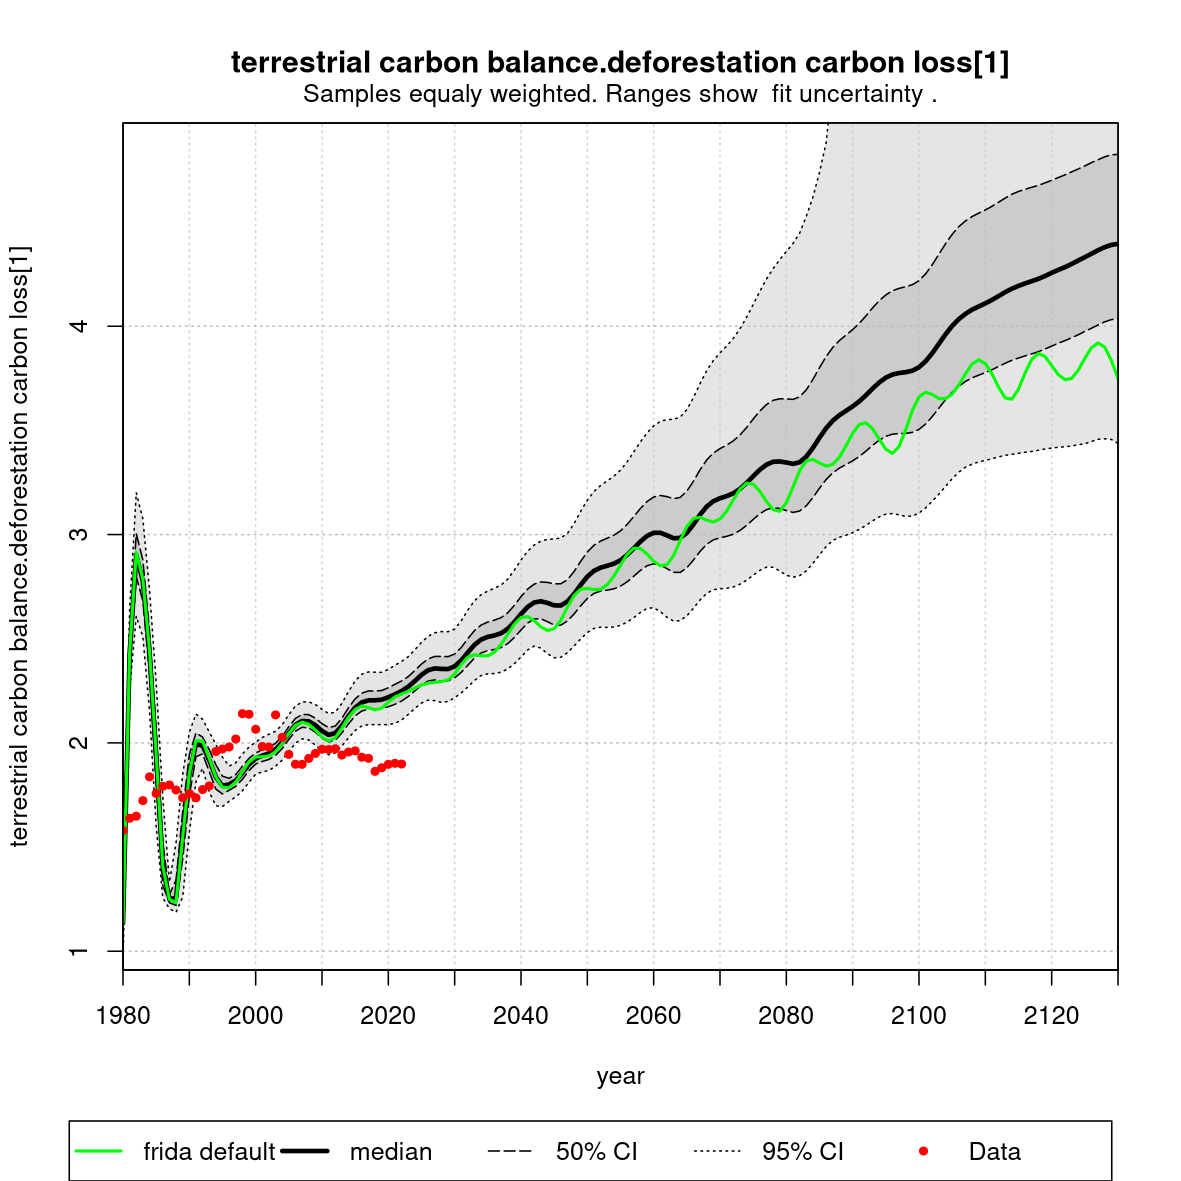 terrestrial carbon balance.deforestation carbon loss[1]
Samples equaly weighted. Ranges show  fit uncertainty .
terrestrial carbon balance.deforestation carbon loss[1]
4
3
2
1
1980 2000 2020 2040 2060 2080 2100 2120
year
frida default median 50% CI 95% CI Data